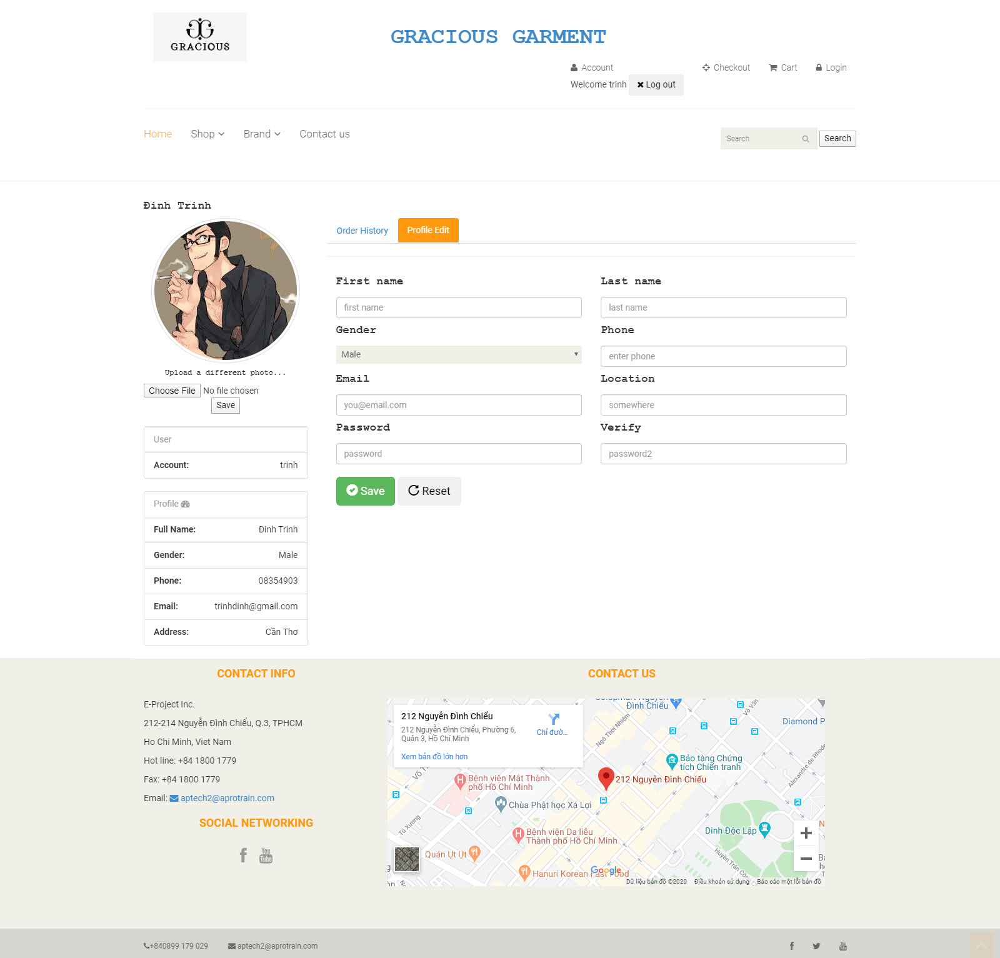 GRACIOUS
GRACIOUS GARMENT
Account
Checkout
Cart
Login
Welcome trinh
Log out
Home
Shop
Brand
Contact us
Search
Search
Đinh Trinh
Order History
Profile Edit
First name
Last name
first name
last name
Gender
Phone
Male
enter phone
Email
Location
you@email.com
somewhere
Password
Verify
password
password2
Save
Reset
Upload a different photo...
Choose File No file chosen
Save
User
Account: trinh
Profile
Full Name: Đinh Trinh
Gender: Male
Phone: 08354903
Email: trinhdinh@gmail.com
Address: Cần Thơ
CONTACT INFO
E-Project Inc.
212-214 Nguyễn Đình Chiểu, Q.3, TPHCM
Ho Chi Minh, Viet Nam
Hot line: +84 1800 1779
Fax: +84 1800 1779
Email: aptech2@aprotrain.com
SOCIAL NETWORKING
You
Tube
CONTACT US
212 Nguyễn Đình Chiểu
212 Nguyễn Đình Chiểu, Phường 6,
Quận 3, Hồ Chí Minh
Chỉ đườ...
Xem bản đồ lớn hơn
Đình Chiểu
Võ Văn
Diamond P
Ngô Thời Nhiệm
Bảo tàng Chứng
tích Chiến tranh
Alexandre de Rhode
212 Nguyễn Đình Chiểu
Bệnh viện Mắt Thành
phố Hồ Chí Minh
Chùa Phật học Xá Lợi
Tú Xương
Bệnh viện Da liễu
Thành phố Hồ Chí Minh
Dinh Độc Lập
Quán Ụt Ụt
Huyền Trân Côn
Hanuri Korean Fast Food
Google
Dữ liệu bản đồ ©2020
Điều khoản sử dụng
Báo cáo một lỗi bản đồ
+840899 179 029
aptech2@aprotrain.com
You
Tube